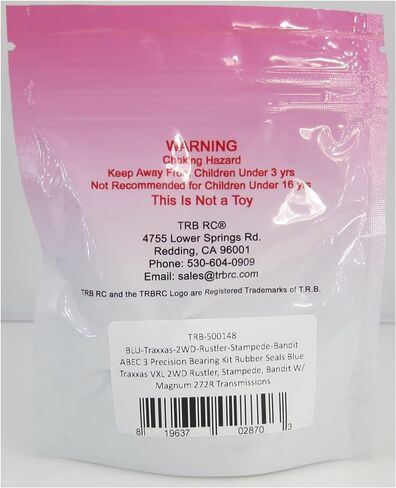 WARNING
Choking Hazard
Keep Away From Children Under 3 yrs
Not Recommended for Children Under 16 yrs
This Is Not a Toy
TRB RC®
4755 Lower Springs Rd.
Redding, CA 96001
Phone: 530-604-0909
Email: sales@trbrc.com
TRB RC and the TRBRC Logo are Registered Trademarks of T.R.B.
TRB-500148
BLU-Traxxas-2WD-Rustler-Stampede-Bandit
ABEC 3 Precision Bearing Kit Rubber Seals Blue
Traxxas VXL 2WD Rustler, Stampede, Bandit W/
Magnum 272R Transmissions
8 19637 02870 3